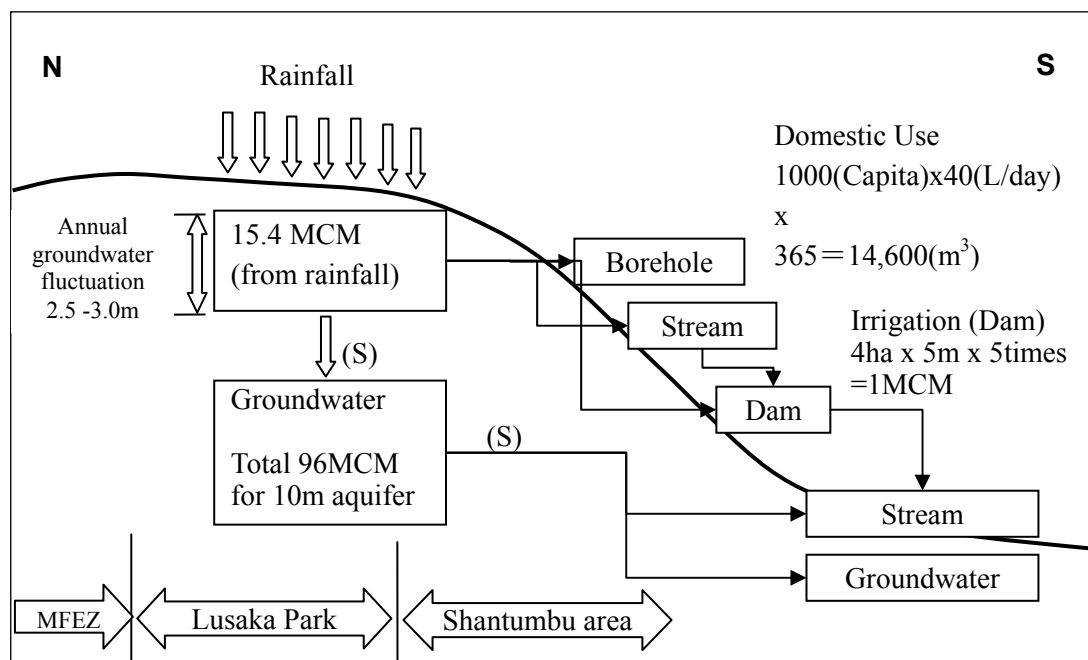 N
S
Rainfall
Domestic Use
1000(Capita)x40(L/day)
x
365＝14,600(m³)
Annual
groundwater
fluctuation
2.5 -3.0m
15.4 MCM
(from rainfall)
Borehole
Stream
Irrigation (Dam)
4ha x 5m x 5times
=1MCM
(S)
Dam
Groundwater
Total 96MCM
for 10m aquifer
(S)
Stream
Groundwater
MFEZ
Lusaka Park
Shantumbu area